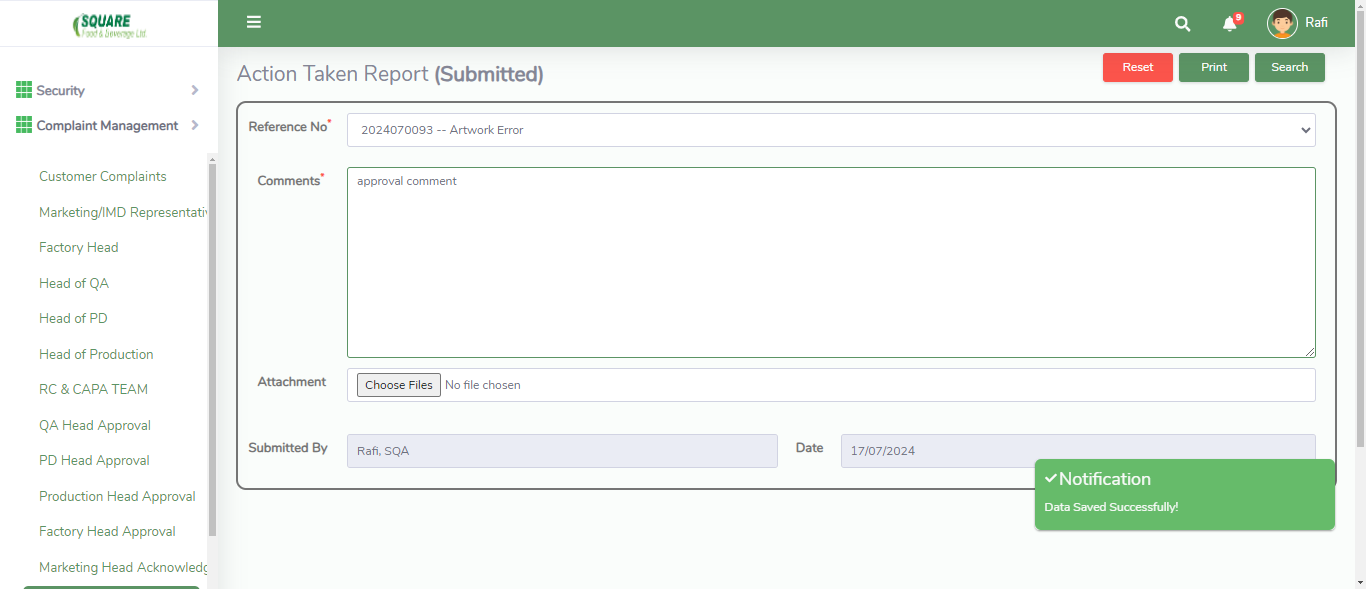 SQUARE
Food & Beverage Ltd.
9
Rafi
Security
Complaint Management
Customer Complaints
Marketing/IMD Representativ
Factory Head
Head of QA
Head of PD
Head of Production
RC & CAPA TEAM
QA Head Approval
PD Head Approval
Production Head Approval
Factory Head Approval
Marketing Head Acknowledg
Action Taken Report (Submitted)
Reset Print Search
Reference No* 2024070093 -- Artwork Error
Comments* approval comment
Attachment Choose Files No file chosen
Submitted By Rafi, SQA Date 17/07/2024
Notification
Data Saved Successfully!